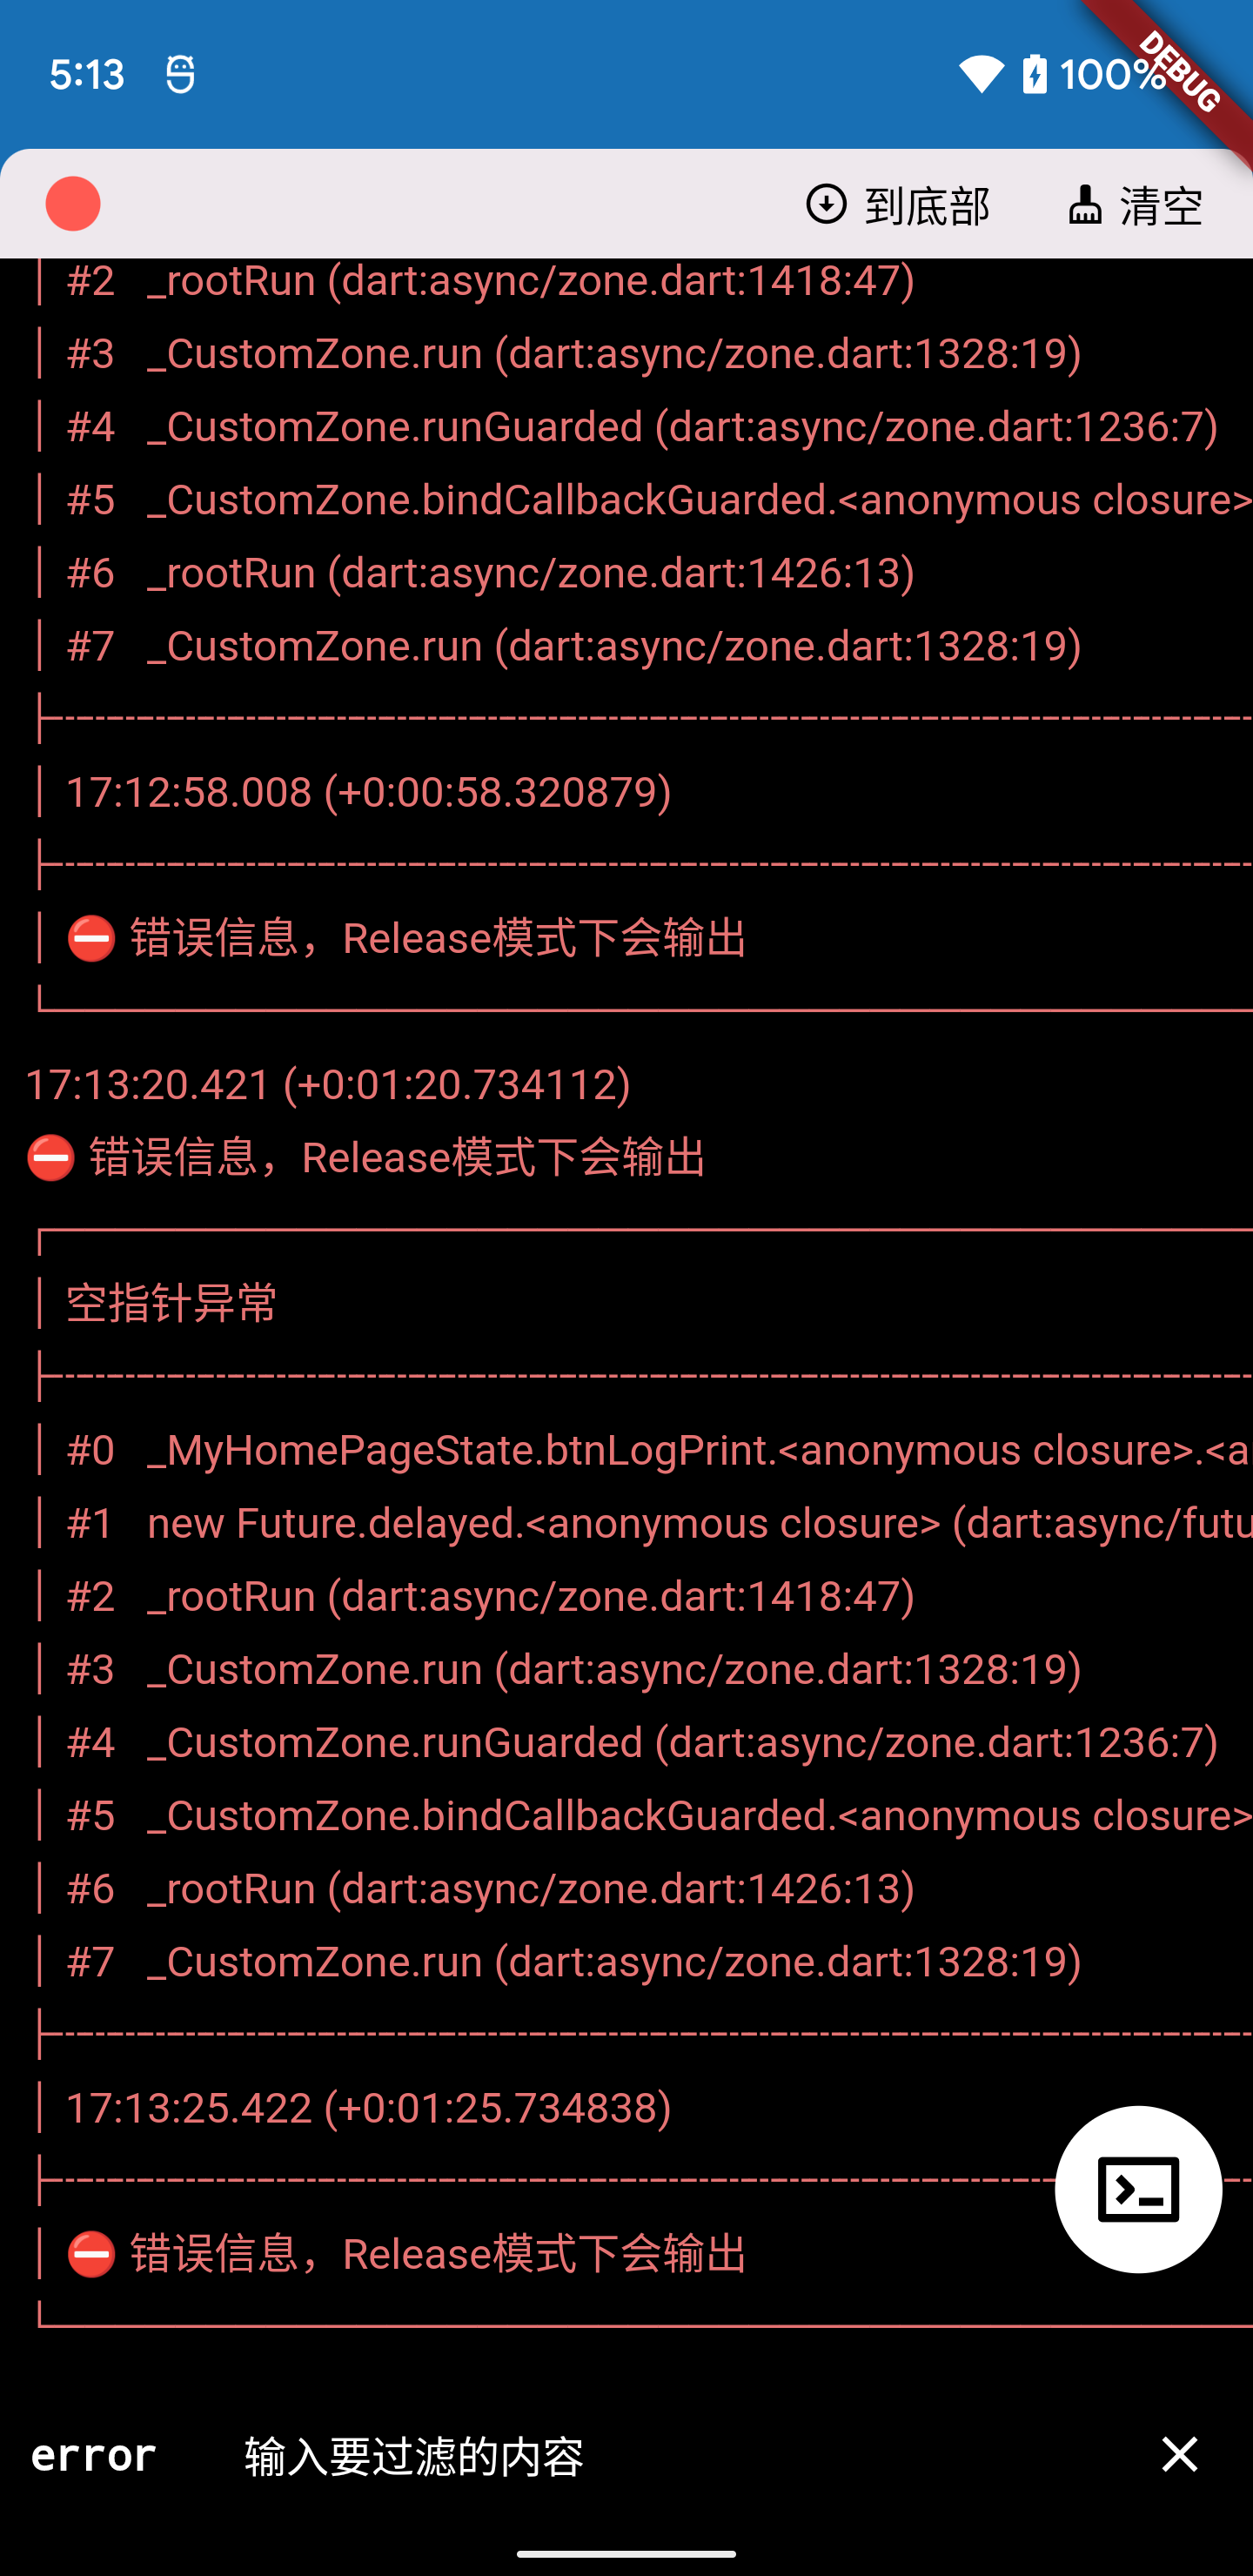 5:13
100%
DEBUG
到底部
清空
#2 _rootRun (dart:async/zone.dart:1418:47)
#3 _CustomZone.run (dart:async/zone.dart:1328:19)
#4 _CustomZone.runGuarded (dart:async/zone.dart:1236:7)
#5 _CustomZone.bindCallbackGuarded.<anonymous closure>
#6 _rootRun (dart:async/zone.dart:1426:13)
#7 _CustomZone.run (dart:async/zone.dart:1328:19)
17:12:58.008 (+0:00:58.320879)
⛔ 错误信息，Release模式下会输出
17:13:20.421 (+0:01:20.734112)
⛔ 错误信息，Release模式下会输出
空指针异常
#0 _MyHomePageState.btnLogPrint.<anonymous closure>.<a
#1 new Future.delayed.<anonymous closure> (dart:async/futu
#2 _rootRun (dart:async/zone.dart:1418:47)
#3 _CustomZone.run (dart:async/zone.dart:1328:19)
#4 _CustomZone.runGuarded (dart:async/zone.dart:1236:7)
#5 _CustomZone.bindCallbackGuarded.<anonymous closure>
#6 _rootRun (dart:async/zone.dart:1426:13)
#7 _CustomZone.run (dart:async/zone.dart:1328:19)
17:13:25.422 (+0:01:25.734838)
⛔ 错误信息，Release模式下会输出
error
输入要过滤的内容